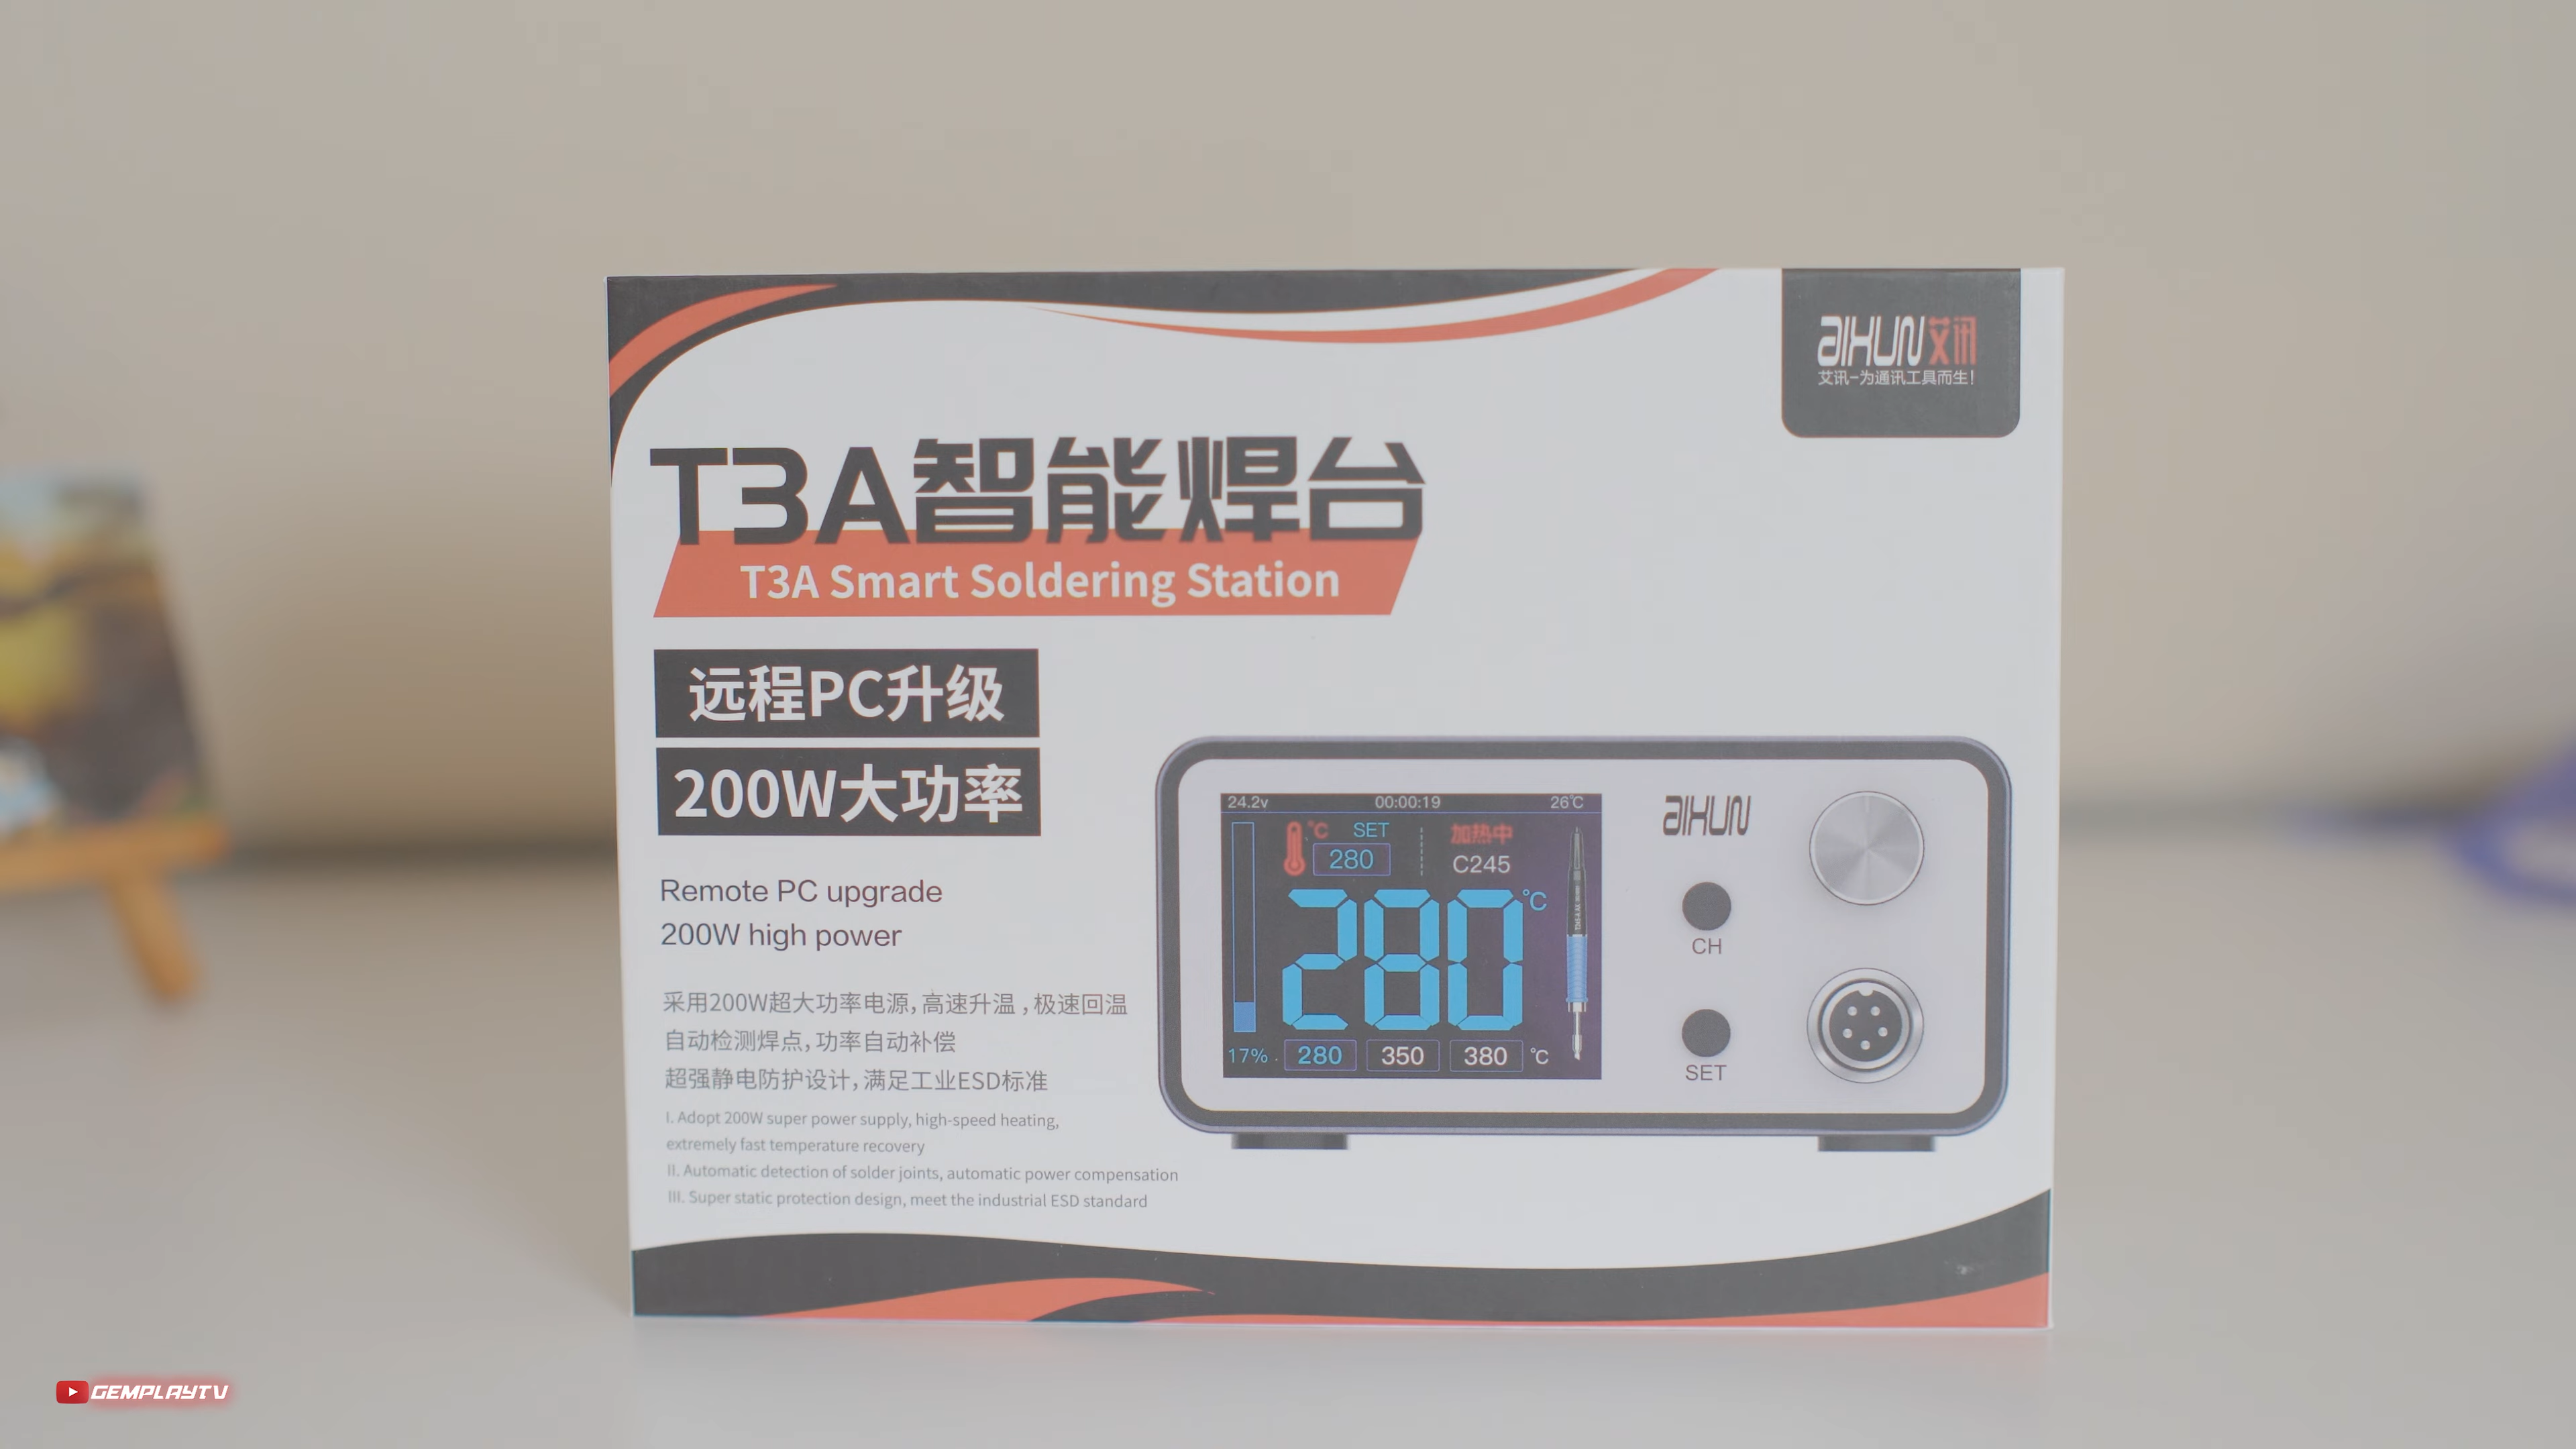 AIXUN艾讯
艾讯-为通讯工具而生!
T3A智能焊台
T3A Smart Soldering Station
远程PC升级
200W大功率
Remote PC upgrade
200W high power
采用200W超大功率电源,高速升温,极速回温
自动检测焊点,功率自动补偿
超强静电防护设计,满足工业ESD标准
I. Adopt 200W super power supply, high-speed heating,
extremely fast temperature recovery
II. Automatic detection of solder joints, automatic power compensation
III. Super static protection design, meet the industrial ESD standard
24.2v 00:00:19 26℃
℃ SET 加热中
280 C245
280℃
17% 280 350 380 ℃
AIXUN
CH
SET
GEMPLAYTV